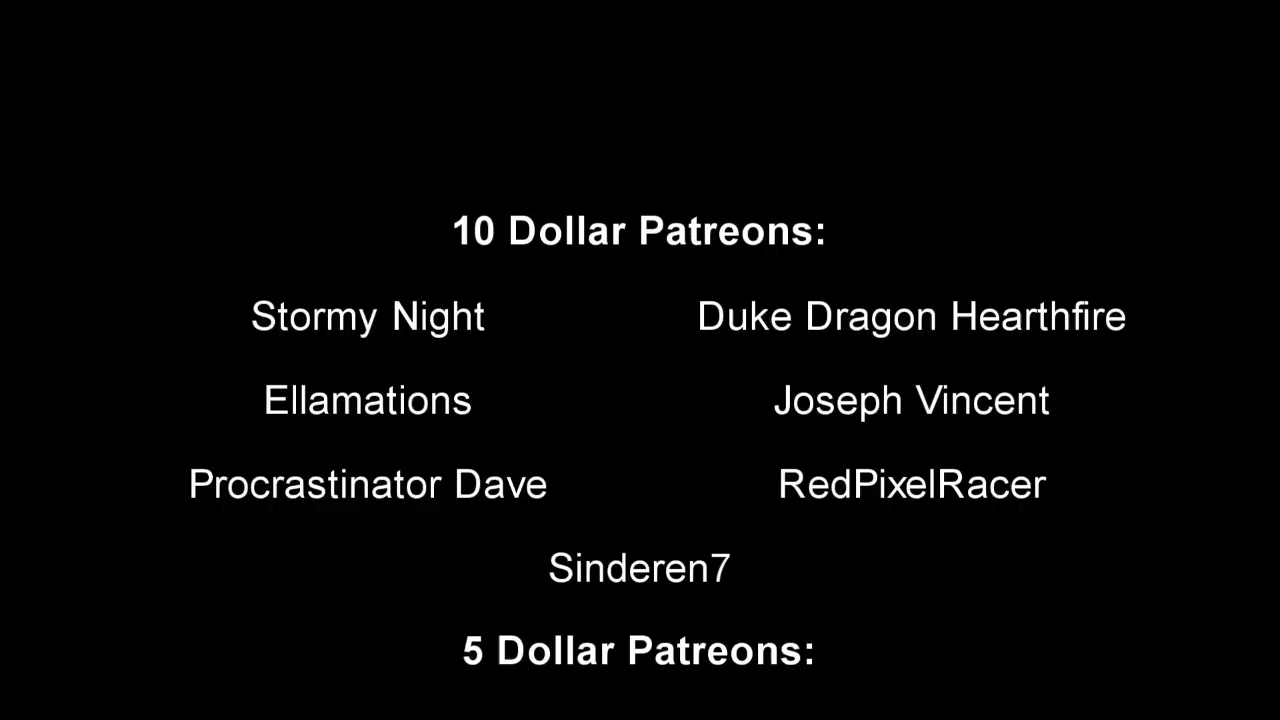 10 Dollar Patreons:
Stormy Night Duke Dragon Hearthfire
Ellamations Joseph Vincent
Procrastinator Dave RedPixelRacer
Sinderen7
5 Dollar Patreons: